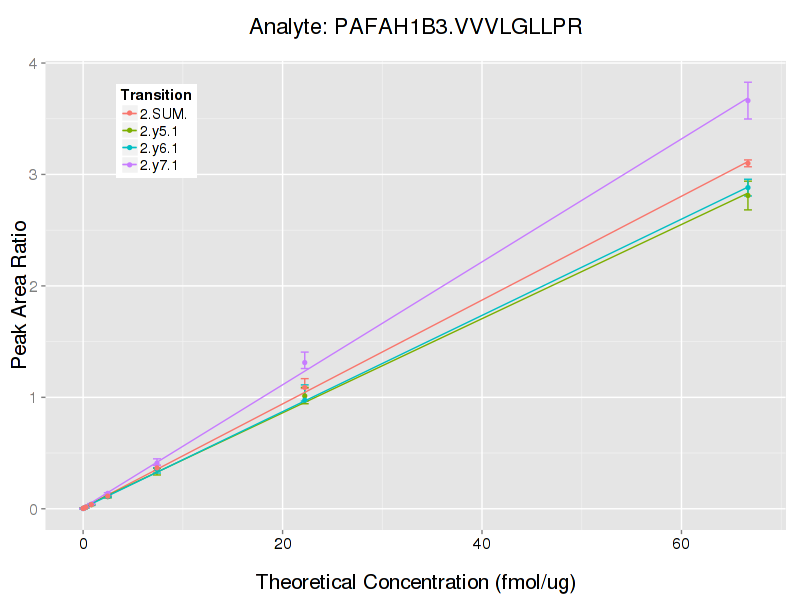 Analyte: PAFAH1B3.VVVLGLLPR
4
3
2
1
0
Peak Area Ratio
Transition
2.SUM.
2.y5.1
2.y6.1
2.y7.1
0 20 40 60
Theoretical Concentration (fmol/ug)